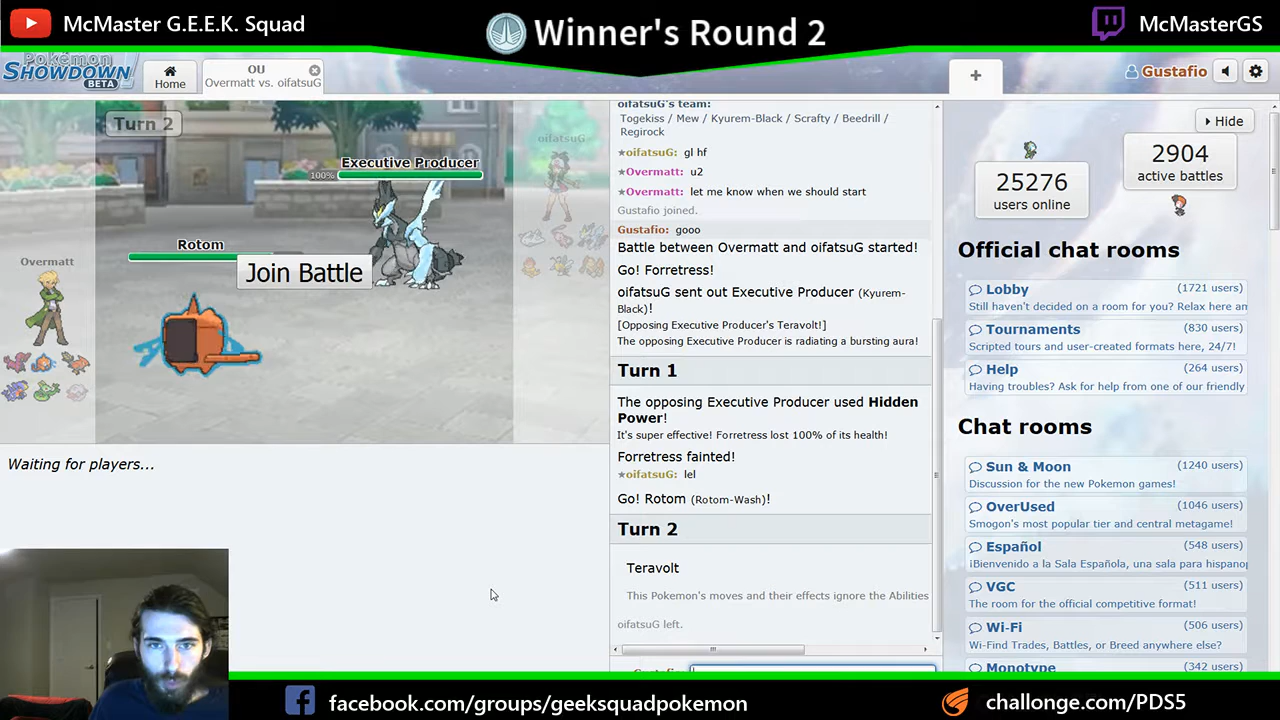 McMaster G.E.E.K. Squad
Winner's Round 2
McMasterGS
Pokémon
SHOWDOWN
BETA
Home
OU
Overmatt vs. oifatsuG
+
Gustafio
Turn 2
Executive Producer
100%
Rotom
Join Battle
Overmatt
oifatsuG
Waiting for players...
oifatsuG's team:
Togekiss / Mew / Kyurem-Black / Scrafty / Beedrill /
Regirock
★oifatsuG: gl hf
★Overmatt: u2
★Overmatt: let me know when we should start
Gustafio joined.
Gustafio: gooo
Battle between Overmatt and oifatsuG started!
Go! Forretress!
oifatsuG sent out Executive Producer (Kyurem-
Black)!
[Opposing Executive Producer's Teravolt!]
The opposing Executive Producer is radiating a bursting aura!
Turn 1
The opposing Executive Producer used Hidden
Power!
It's super effective! Forretress lost 100% of its health!
Forretress fainted!
★oifatsuG: lel
Go! Rotom (Rotom-Wash)!
Turn 2
Teravolt
This Pokemon's moves and their effects ignore the Abilities
oifatsuG left.
Gustafio:
Hide
25276
users online
2904
active battles
Official chat rooms
Lobby
(1721 users)
Still haven't decided on a room for you? Relax here am
Tournaments
(830 users)
Scripted tours and user-created formats here, 24/7!
Help
(264 users)
Having troubles? Ask for help from one of our friendly
Chat rooms
Sun & Moon
(1240 users)
Discussion for the new Pokemon games!
OverUsed
(1046 users)
Smogon's most popular tier and central metagame!
Español
(548 users)
¡Bienvenido a la Sala Española, una sala para hispanop
VGC
(511 users)
The room for the official competitive format!
Wi-Fi
(506 users)
Wi-Find Trades, Battles, or Breed anywhere else?
Monotype
(342 users)
facebook.com/groups/geeksquadpokemon
challonge.com/PDS5